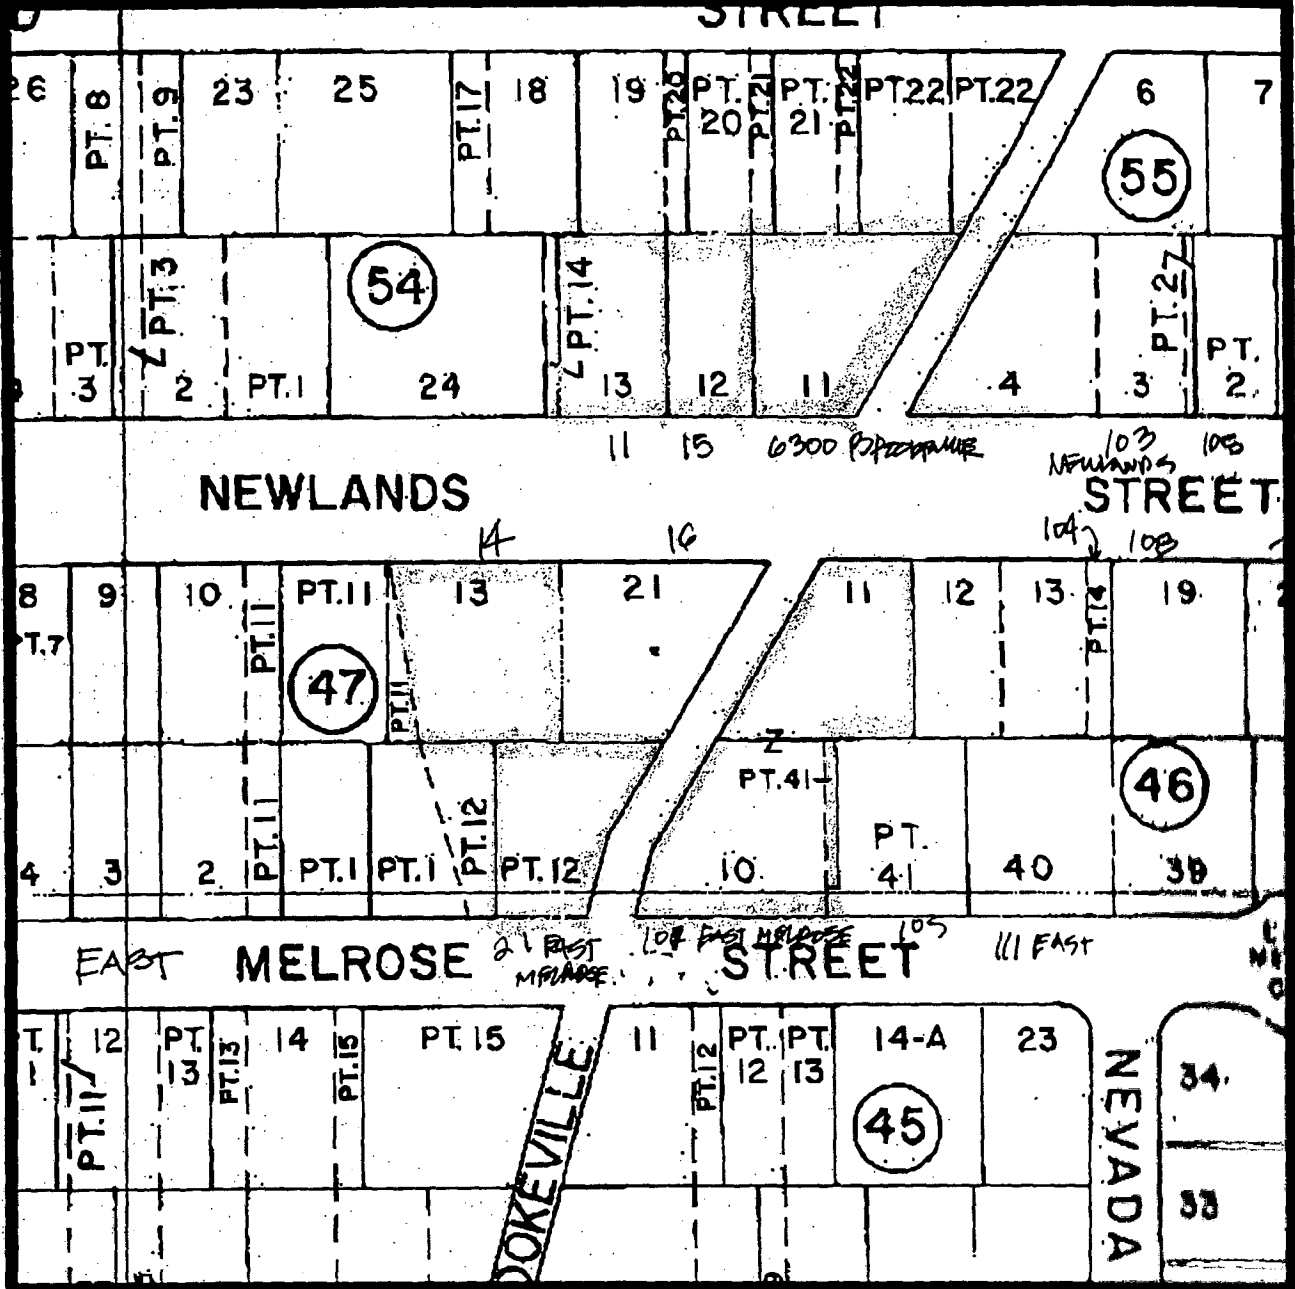 STREET
26 PT. 8 PT. 9 23 25 PT.17 18 19 PT.20 PT. 20 PT.21 PT. 21 PT.22 PT.22 PT.22 6 7
55
54
PT. 3 PT. 3 2 PT.1 24 PT. 14 13 12 11 4 3 PT. 27 PT. 2
11 15 6300 103 NEWLANDS
NEWLANDS STREET
14 16 104 108
8 9 10 PT.11 PT.11 13 21 11 12 13 PT.14 19
PT.7 47 PT.11
Z
PT.41 46
4 3 2 PT.11 PT.1 PT.1 PT.12 PT.12 10 PT. 41 40 39
EAST MELROSE 21 EAST MELROSE EAST MELROSE STREET 105 111 EAST
12 PT. 13 PT.13 14 PT.15 PT. 15 11 PT.12 PT. 12 PT. 13 14-A 23
PT.11 45 34
33
OOKEVILLE
NEVADA